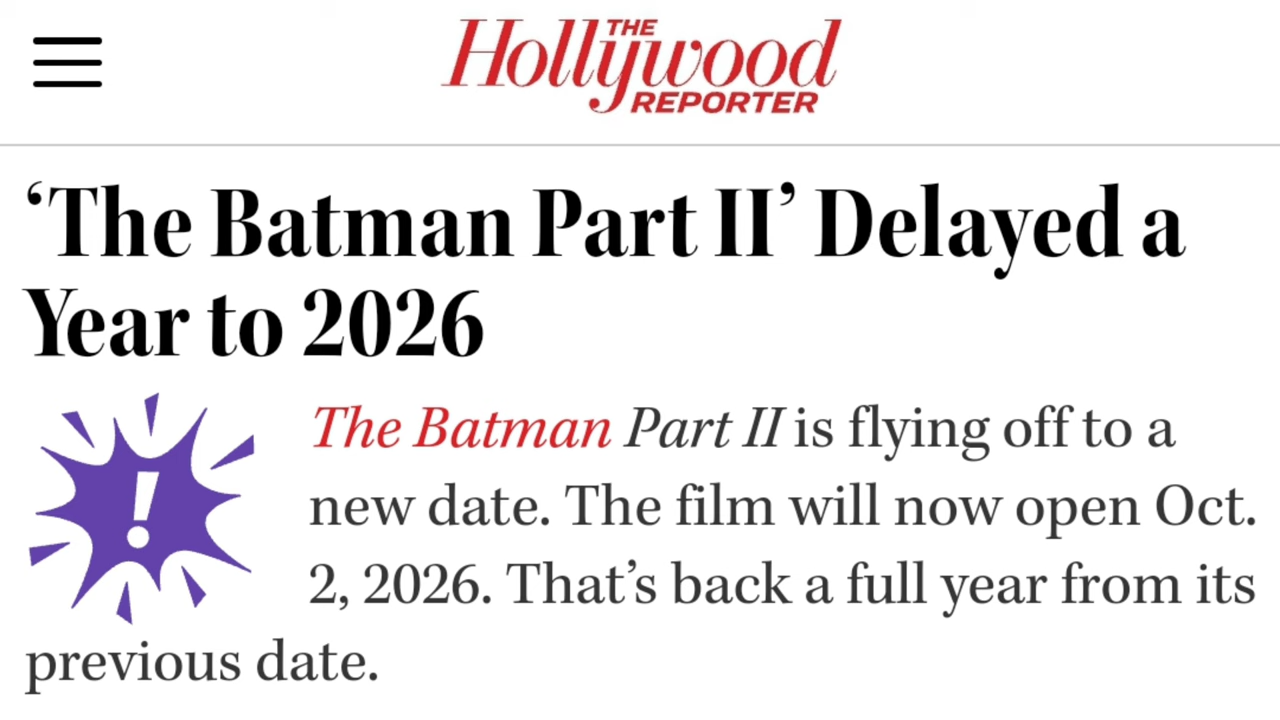 THE
Hollywood
REPORTER
‘The Batman Part II’ Delayed a
Year to 2026
!
The Batman Part II is flying off to a
new date. The film will now open Oct.
2, 2026. That’s back a full year from its
previous date.